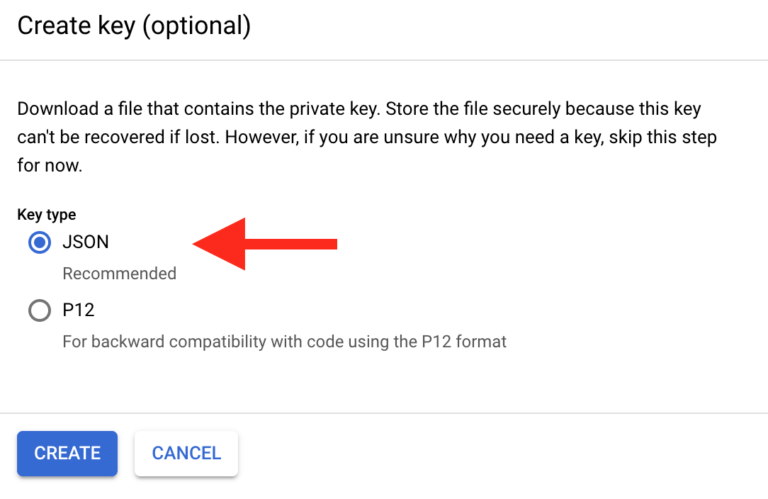 Create key (optional)
Download a file that contains the private key. Store the file securely because this key
can't be recovered if lost. However, if you are unsure why you need a key, skip this step
for now.
Key type
JSON
Recommended
P12
For backward compatibility with code using the P12 format
CREATE CANCEL